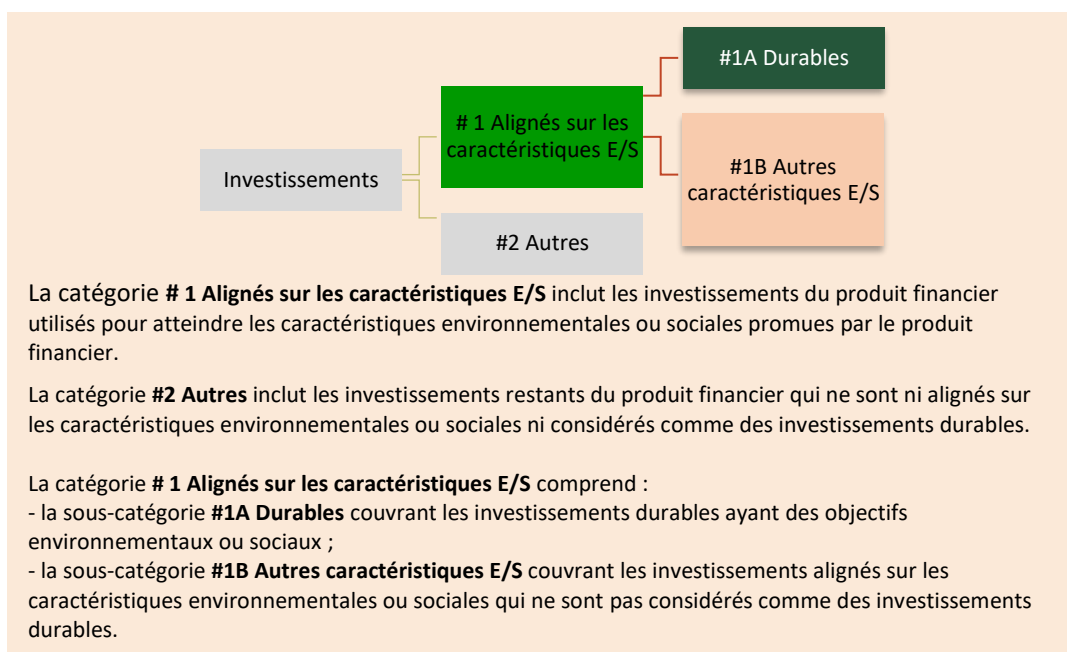 #1A Durables
# 1 Alignés sur les
caractéristiques E/S
#1B Autres
caractéristiques E/S
Investissements
#2 Autres
La catégorie # 1 Alignés sur les caractéristiques E/S inclut les investissements du produit financier
utilisés pour atteindre les caractéristiques environnementales ou sociales promues par le produit
financier.
La catégorie #2 Autres inclut les investissements restants du produit financier qui ne sont ni alignés sur
les caractéristiques environnementales ou sociales ni considérés comme des investissements durables.
La catégorie # 1 Alignés sur les caractéristiques E/S comprend :
- la sous-catégorie #1A Durables couvrant les investissements durables ayant des objectifs
environnementaux ou sociaux ;
- la sous-catégorie #1B Autres caractéristiques E/S couvrant les investissements alignés sur les
caractéristiques environnementales ou sociales qui ne sont pas considérés comme des investissements
durables.